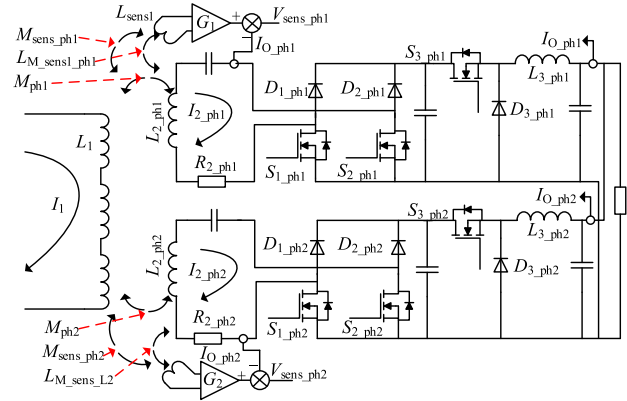 L_sens1
G_1
+
−
V_sens_ph1
M_sens_ph1
I_O_ph1
L_M_sens1_ph1
M_ph1
S_3_ph1
I_O_ph1
D_1_ph1
D_2_ph1
L_3_ph1
L_2_ph1
I_2_ph1
D_3_ph1
L_1
R_2_ph1
S_1_ph1
S_2_ph1
I_1
S_3_ph2
I_O_ph2
D_1_ph2
D_2_ph2
L_3_ph2
L_2_ph2
I_2_ph2
D_3_ph2
R_2_ph2
M_ph2
S_1_ph2
S_2_ph2
M_sens_ph2
I_O_ph2
L_M_sens_L2
G_2
+
−
V_sens_ph2